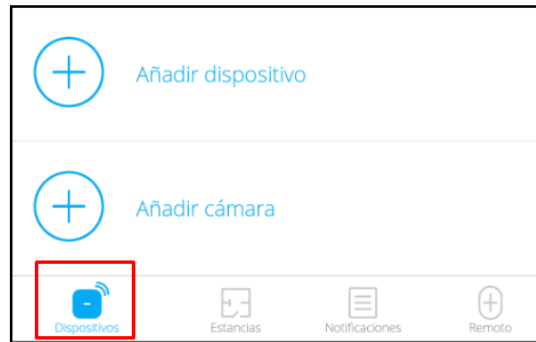 Añadir dispositivo
Añadir cámara
Dispositivos
Estancias
Notificaciones
Remoto